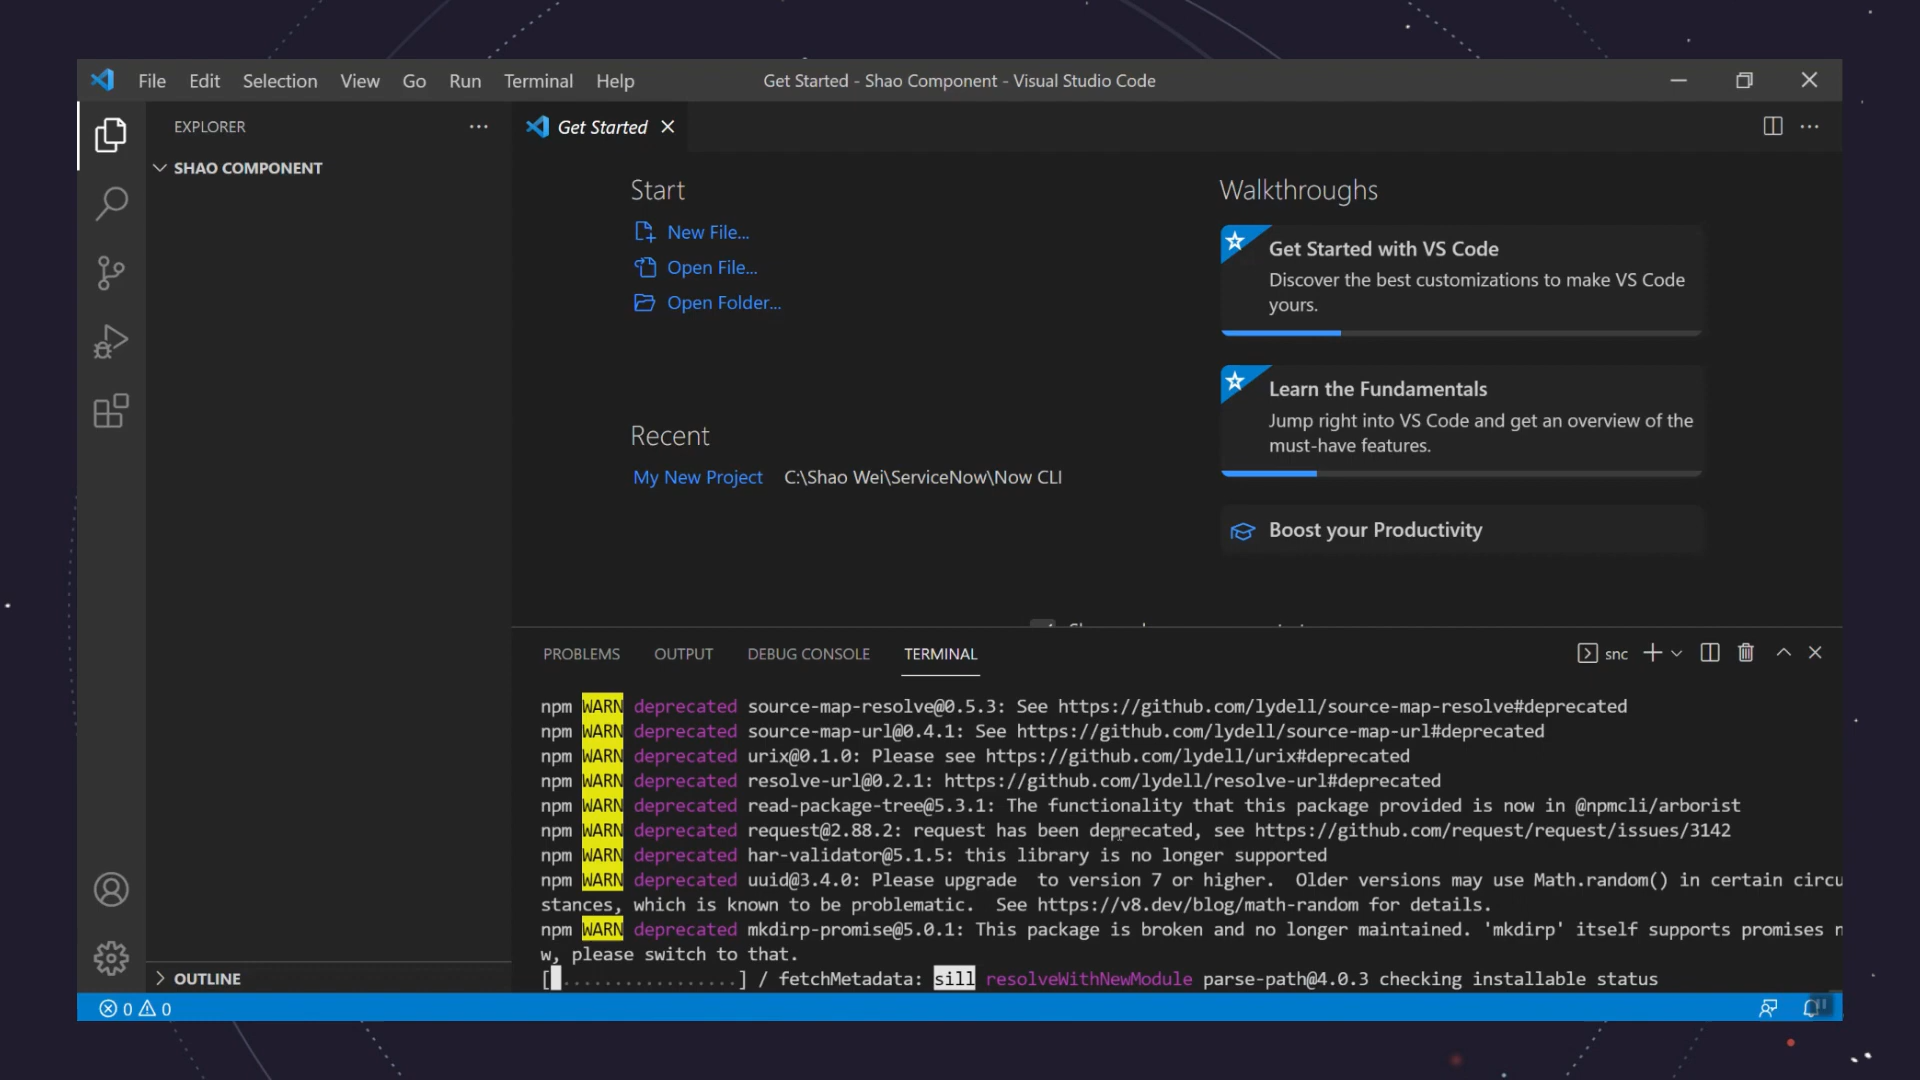 File Edit Selection View Go Run Terminal Help Get Started - Shao Component - Visual Studio Code
EXPLORER
SHAO COMPONENT
OUTLINE
Get Started
Start
New File...
Open File...
Open Folder...
Recent
My New Project C:\Shao Wei\ServiceNow\Now CLI
Walkthroughs
Get Started with VS Code
Discover the best customizations to make VS Code
yours.
Learn the Fundamentals
Jump right into VS Code and get an overview of the
must-have features.
Boost your Productivity
PROBLEMS OUTPUT DEBUG CONSOLE TERMINAL snc
npm WARN deprecated source-map-resolve@0.5.3: See https://github.com/lydell/source-map-resolve#deprecated
npm WARN deprecated source-map-url@0.4.1: See https://github.com/lydell/source-map-url#deprecated
npm WARN deprecated urix@0.1.0: Please see https://github.com/lydell/urix#deprecated
npm WARN deprecated resolve-url@0.2.1: https://github.com/lydell/resolve-url#deprecated
npm WARN deprecated read-package-tree@5.3.1: The functionality that this package provided is now in @npmcli/arborist
npm WARN deprecated request@2.88.2: request has been deprecated, see https://github.com/request/request/issues/3142
npm WARN deprecated har-validator@5.1.5: this library is no longer supported
npm WARN deprecated uuid@3.4.0: Please upgrade  to version 7 or higher.  Older versions may use Math.random() in certain circu
stances, which is known to be problematic.  See https://v8.dev/blog/math-random for details.
npm WARN deprecated mkdirp-promise@5.0.1: This package is broken and no longer maintained. 'mkdirp' itself supports promises n
w, please switch to that.
[ .................] / fetchMetadata: sill resolveWithNewModule parse-path@4.0.3 checking installable status
0 0